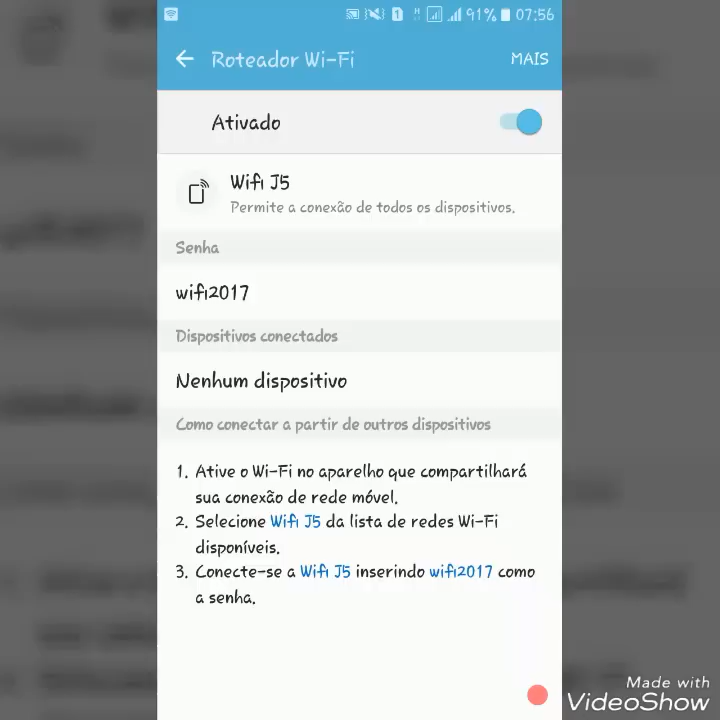 91% 07:56
Roteador Wi-Fi MAIS
Ativado
Wifi J5
Permite a conexão de todos os dispositivos.
Senha
wifi2017
Dispositivos conectados
Nenhum dispositivo
Como conectar a partir de outros dispositivos
1. Ative o Wi-Fi no aparelho que compartilhará
sua conexão de rede móvel.
2. Selecione Wifi J5 da lista de redes Wi-Fi
disponíveis.
3. Conecte-se a Wifi J5 inserindo wifi2017 como
a senha.
Made with
VideoShow